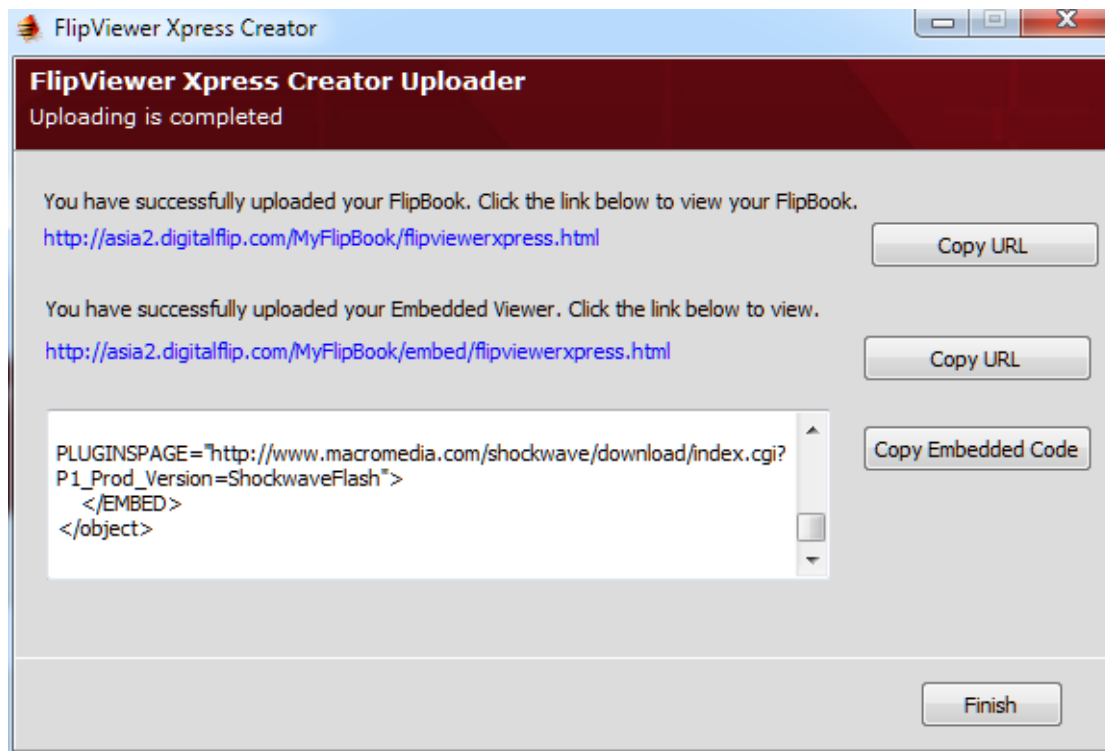 FlipViewer Xpress Creator
FlipViewer Xpress Creator Uploader
Uploading is completed
You have successfully uploaded your FlipBook. Click the link below to view your FlipBook.
http://asia2.digitalflip.com/MyFlipBook/flipviewerxpress.html
Copy URL
You have successfully uploaded your Embedded Viewer. Click the link below to view.
http://asia2.digitalflip.com/MyFlipBook/embed/flipviewerxpress.html
Copy URL
PLUGINSPAGE="http://www.macromedia.com/shockwave/download/index.cgi?
P1_Prod_Version=ShockwaveFlash">
</EMBED>
</object>
Copy Embedded Code
Finish